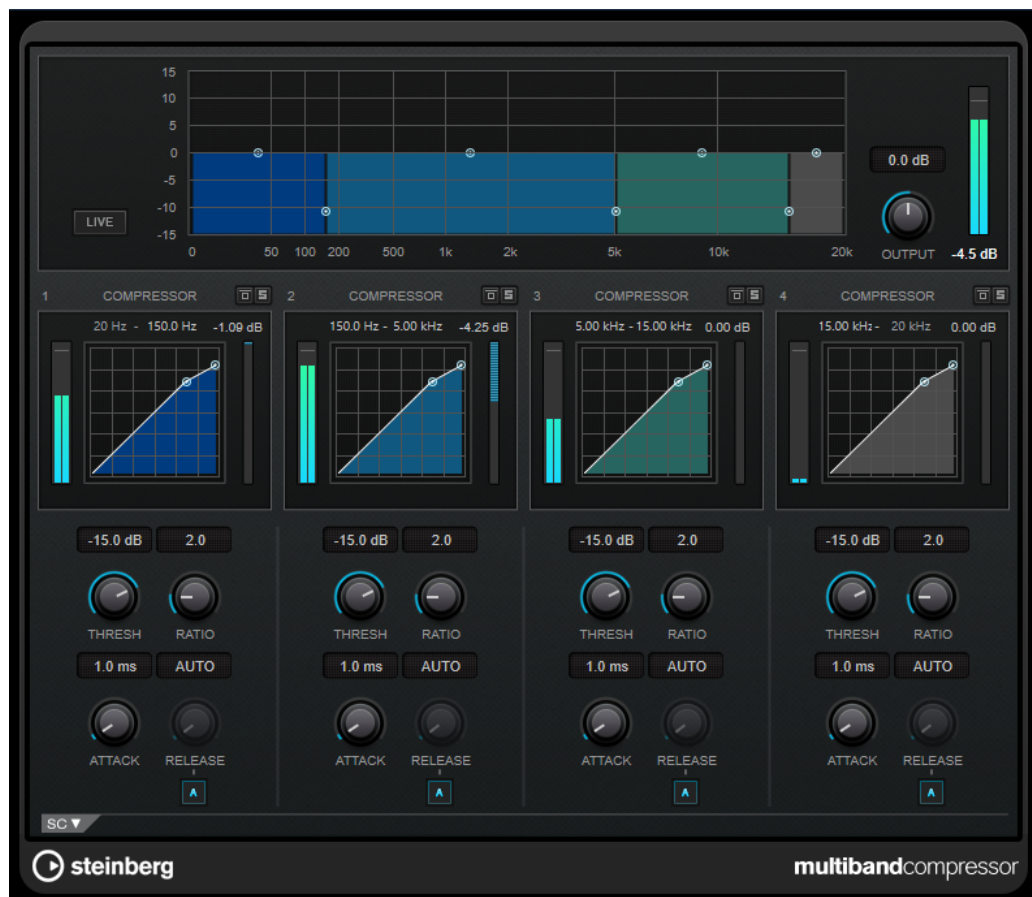 15
10
5
0
-5
-10
-15
LIVE
0 50 100 200 500 1k 2k 5k 10k 20k
0.0 dB
OUTPUT -4.5 dB
1 COMPRESSOR S 2 COMPRESSOR S 3 COMPRESSOR S 4 COMPRESSOR S
20 Hz - 150.0 Hz -1.09 dB 150.0 Hz - 5.00 kHz -4.25 dB 5.00 kHz - 15.00 kHz 0.00 dB 15.00 kHz - 20 kHz 0.00 dB
-15.0 dB 2.0 -15.0 dB 2.0 -15.0 dB 2.0 -15.0 dB 2.0
THRESH RATIO THRESH RATIO THRESH RATIO THRESH RATIO
1.0 ms AUTO 1.0 ms AUTO 1.0 ms AUTO 1.0 ms AUTO
ATTACK RELEASE ATTACK RELEASE ATTACK RELEASE ATTACK RELEASE
A A A A
SC ▼
steinberg multibandcompressor